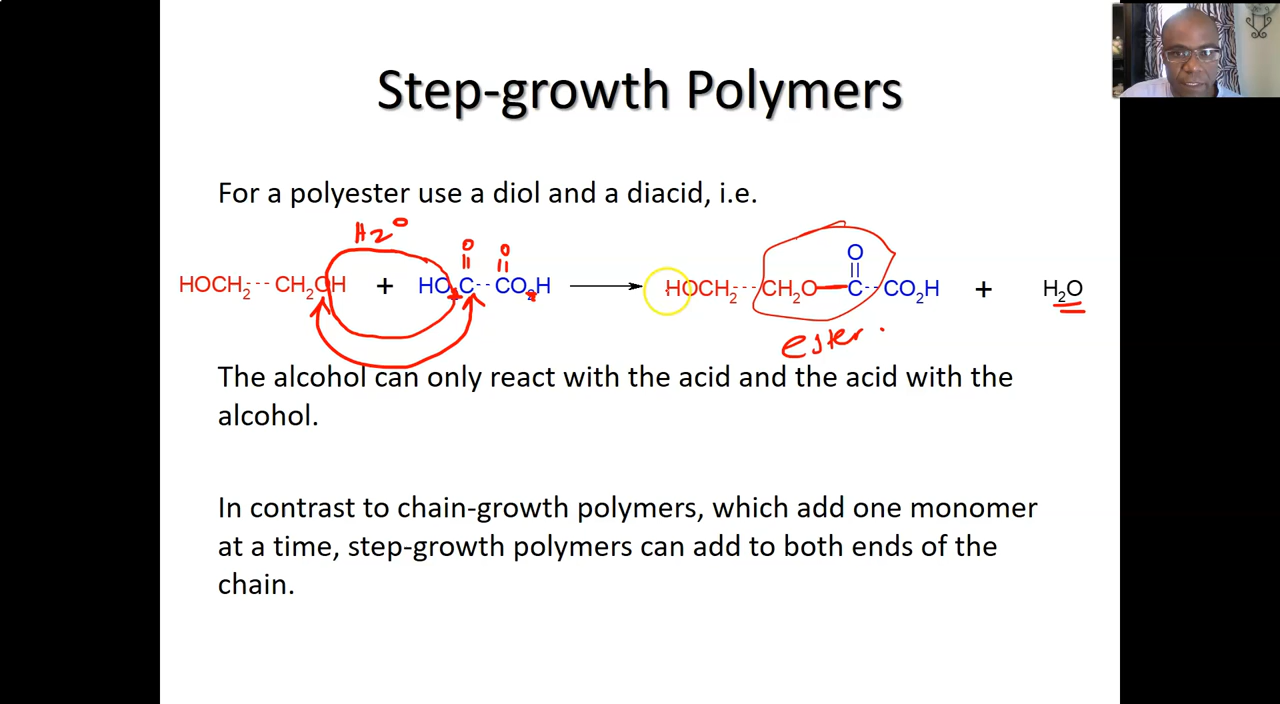 Step-growth Polymers
For a polyester use a diol and a diacid, i.e.
H2O
O O O
HOCH2--CH2OH + HO2C--CO2H → HOCH2--CH2O—C--CO2H + H2O
ester.
The alcohol can only react with the acid and the acid with the
alcohol.
In contrast to chain-growth polymers, which add one monomer
at a time, step-growth polymers can add to both ends of the
chain.